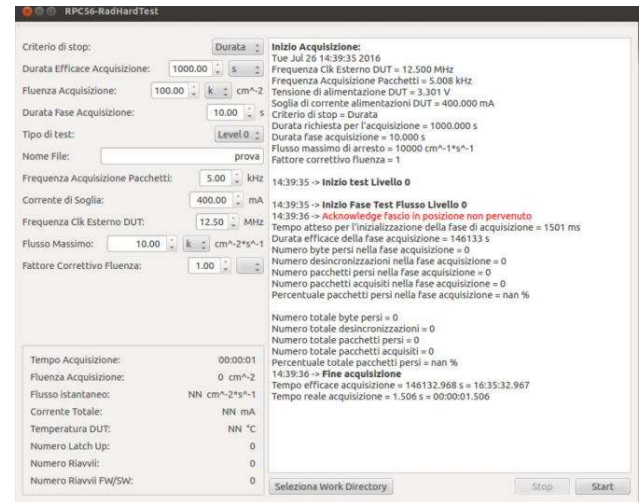 RPC56-RadHardTest
Criterio di stop: Durata
Durata Efficace Acquisizione: 1000.00 s
Fluenza Acquisizione: 100.00 k cm^-2
Durata Fase Acquisizione: 10.00 s
Tipo di test: Level 0
Nome File: prova
Frequenza Acquisizione Pacchetti: 5.00 kHz
Corrente di Soglia: 400.00 mA
Frequenza Clk Esterno DUT: 12.50 MHz
Flusso Massimo: 10.00 k cm^-2*s^-1
Fattore Correttivo Fluenza: 1.00
Tempo Acquisizione: 00:00:01
Fluenza Acquisizione: 0 cm^-2
Flusso istantaneo: NN cm^-2*s^-1
Corrente Totale: NN mA
Temperatura DUT: NN °C
Numero Latch Up: 0
Numero Riavvii: 0
Numero Riavvii FW/SW: 0
Inizio Acquisizione:
Tue Jul 26 14:39:35 2016
Frequenza Clk Esterno DUT = 12.500 MHz
Frequenza Acquisizione Pacchetti = 5.008 kHz
Tensione di alimentazione DUT = 3.301 V
Soglia di corrente alimentazioni DUT = 400.000 mA
Criterio di stop = Durata
Durata richiesta per l'acquisizione = 1000.000 s
Durata fase acquisizione = 10.000 s
Flusso massimo di arresto = 10000 cm^-1*s^-1
Fattore correttivo fluenza = 1
14:39:35 -> Inizio test Livello 0
14:39:35 -> Inizio Fase Test Flusso Livello 0
14:39:36 -> Acknowledge fascio in posizione non pervenuto
Tempo atteso per l'inizializzazione della fase di acquisizione = 1501 ms
Durata efficace della fase acquisizione = 146133 s
Numero byte persi nella fase acquisizione = 0
Numero desincronizzazioni nella fase acquisizione = 0
Numero pacchetti persi nella fase acquisizione = 0
Numero pacchetti acquisiti nella fase acquisizione = 0
Percentuale pacchetti persi nella fase acquisizione = nan %
Numero totale byte persi = 0
Numero totale desincronizzazioni = 0
Numero totale pacchetti persi = 0
Numero totale pacchetti acquisiti = 0
Percentuale totale pacchetti persi = nan %
14:39:36 -> Fine acquisizione
Tempo efficace acquisizione = 146132.968 s = 16:35:32.967
Tempo reale acquisizione = 1.506 s = 00:00:01.506
Seleziona Work Directory Stop Start